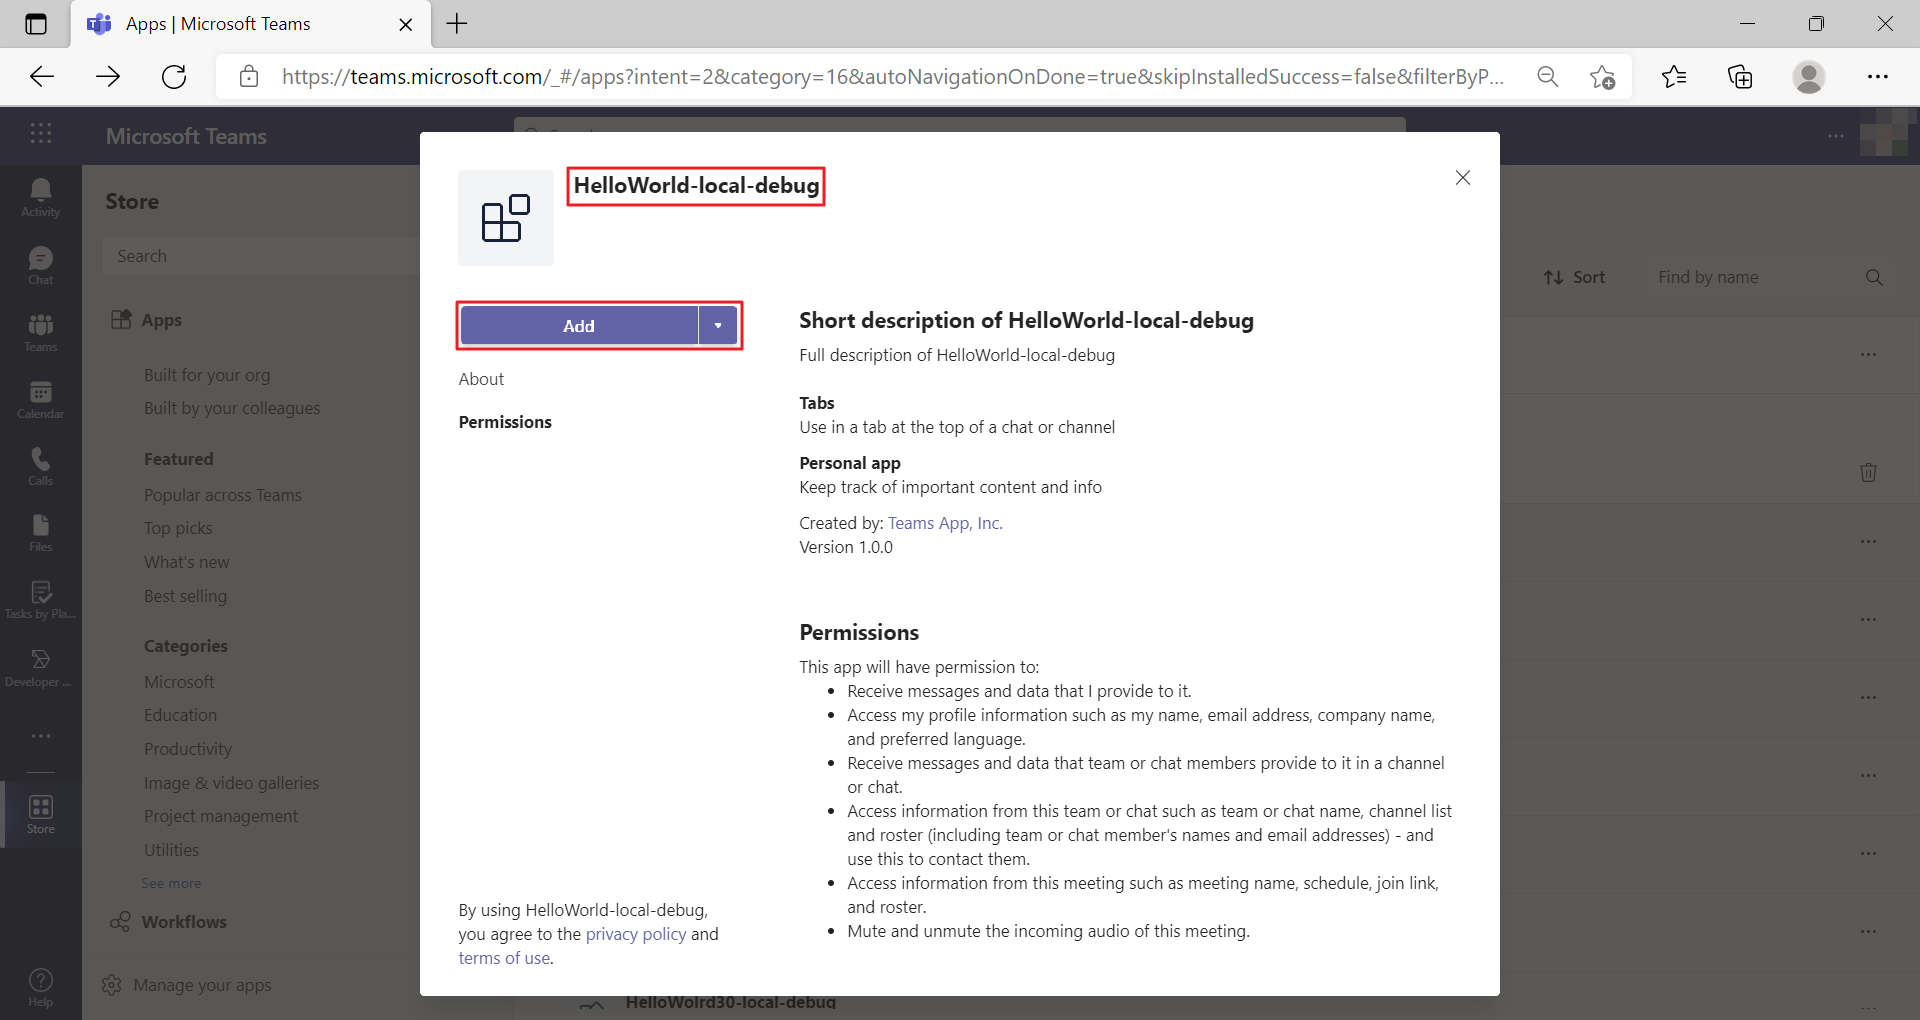 Apps | Microsoft Teams
https://teams.microsoft.com/_#/apps?intent=2&category=16&autoNavigationOnDone=true&skipInstalledSuccess=false&filterByP...
Microsoft Teams
Activity
Chat
Teams
Calendar
Calls
Files
Tasks by Pla...
Developer ...
Store
Help
Store
Search
Apps
Built for your org
Built by your colleagues
Featured
Popular across Teams
Top picks
What's new
Best selling
Categories
Microsoft
Education
Productivity
Image & video galleries
Project management
Utilities
See more
Workflows
Manage your apps
HelloWorld-local-debug
Add
About
Permissions
By using HelloWorld-local-debug,
you agree to the privacy policy and
terms of use.
Short description of HelloWorld-local-debug
Full description of HelloWorld-local-debug
Tabs
Use in a tab at the top of a chat or channel
Personal app
Keep track of important content and info
Created by: Teams App, Inc.
Version 1.0.0
Permissions
This app will have permission to:
• Receive messages and data that I provide to it.
• Access my profile information such as my name, email address, company name,
and preferred language.
• Receive messages and data that team or chat members provide to it in a channel
or chat.
• Access information from this team or chat such as team or chat name, channel list
and roster (including team or chat member's names and email addresses) - and
use this to contact them.
• Access information from this meeting such as meeting name, schedule, join link,
and roster.
• Mute and unmute the incoming audio of this meeting.
Sort
Find by name
HelloWolrd30-local-debug